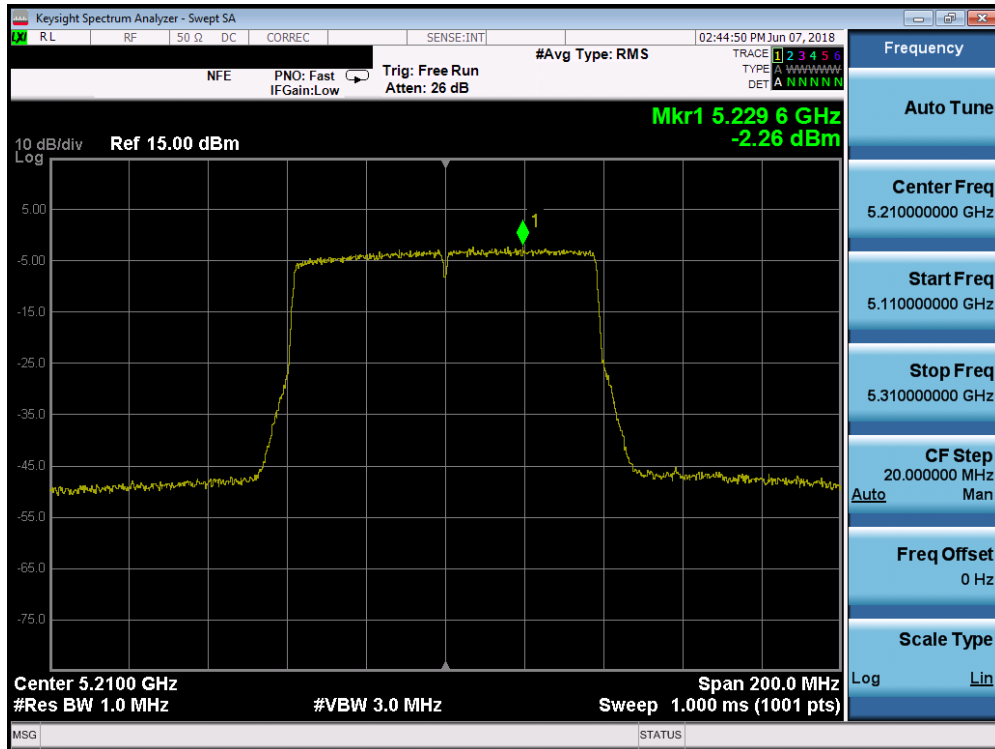 Keysight Spectrum Analyzer - Swept SA
LXI RL RF 50 Ω DC CORREC SENSE:INT 02:44:50 PM Jun 07, 2018
#Avg Type: RMS TRACE 1 2 3 4 5 6
TYPE A WWWWW
DET A N N N N N
NFE PNO: Fast Trig: Free Run
IFGain:Low Atten: 26 dB
Mkr1 5.229 6 GHz
-2.26 dBm
10 dB/div Ref 15.00 dBm
Log
1
5.00
-5.00
-15.0
-25.0
-35.0
-45.0
-55.0
-65.0
-75.0
Center 5.2100 GHz Span 200.0 MHz
#Res BW 1.0 MHz #VBW 3.0 MHz Sweep 1.000 ms (1001 pts)
MSG STATUS
Frequency
Auto Tune
Center Freq
5.210000000 GHz
Start Freq
5.110000000 GHz
Stop Freq
5.310000000 GHz
CF Step
20.000000 MHz
Auto Man
Freq Offset
0 Hz
Scale Type
Log Lin